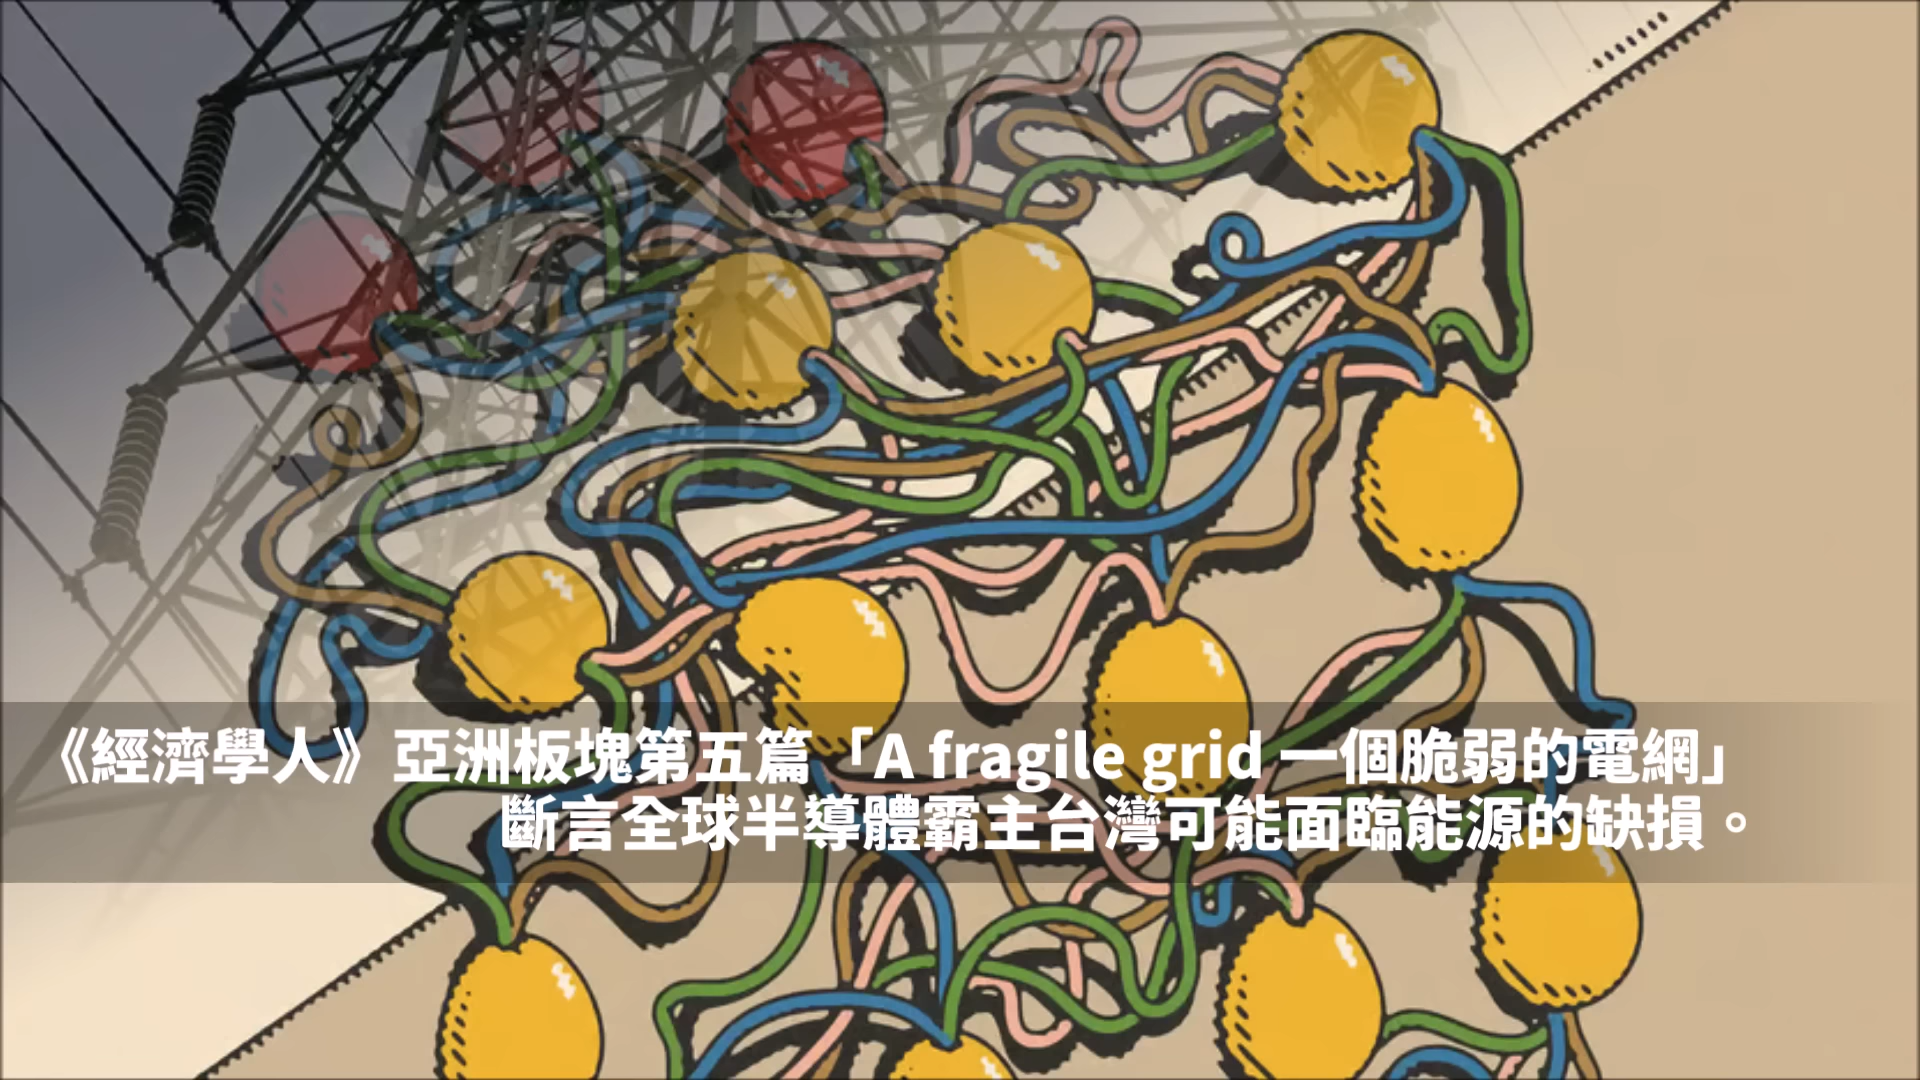 《經濟學人》亞洲板塊第五篇「A fragile grid 一個脆弱的電網」
斷言全球半導體霸主台灣可能面臨能源的缺損。